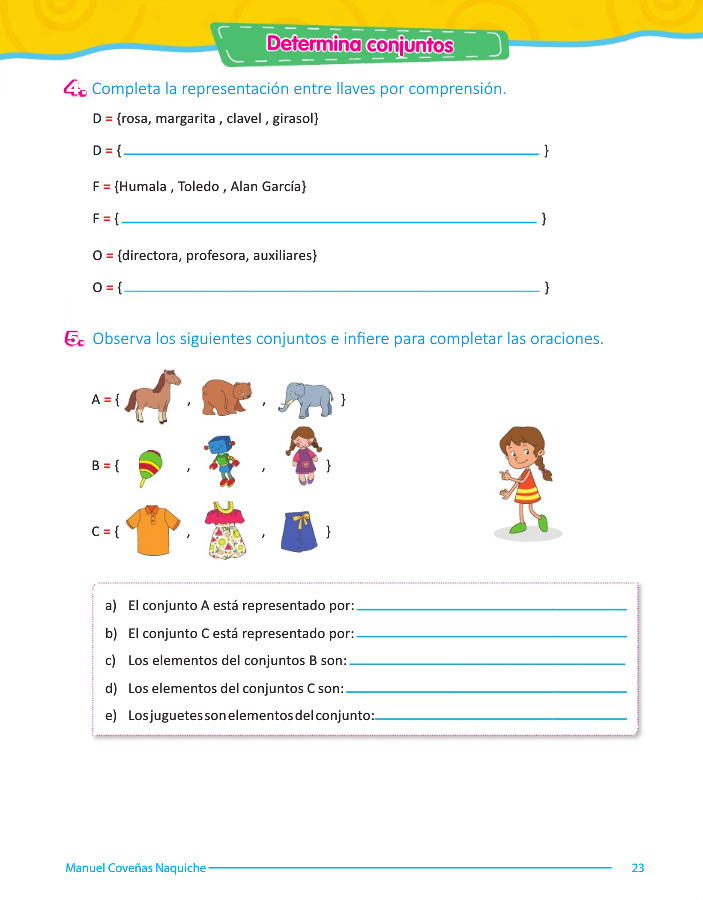 Determina conjuntos
4. Completa la representación entre llaves por comprensión.
D = {rosa, margarita , clavel , girasol}
D = { }
F = {Humala , Toledo , Alan García}
F = { }
O = {directora, profesora, auxiliares}
O = { }
5. Observa los siguientes conjuntos e infiere para completar las oraciones.
A = { , , }
B = { , , }
C = { , , }
a) El conjunto A está representado por:
b) El conjunto C está representado por:
c) Los elementos del conjuntos B son:
d) Los elementos del conjuntos C son:
e) Los juguetes son elementos del conjunto:
Manuel Coveñas Naquiche 23